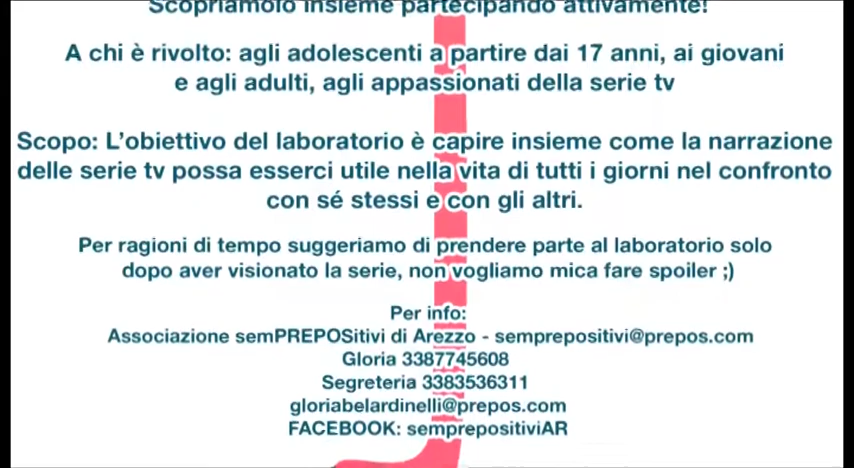 Scopriamolo insieme partecipando attivamente!
A chi è rivolto: agli adolescenti a partire dai 17 anni, ai giovani
e agli adulti, agli appassionati della serie tv
Scopo: L'obiettivo del laboratorio è capire insieme come la narrazione
delle serie tv possa esserci utile nella vita di tutti i giorni nel confronto
con sé stessi e con gli altri.
Per ragioni di tempo suggeriamo di prendere parte al laboratorio solo
dopo aver visionato la serie, non vogliamo mica fare spoiler ;)
Per info:
Associazione semPREPOSitivi di Arezzo - semprepositivi@prepos.com
Gloria 3387745608
Segreteria 3383536311
gloriabelardinelli@prepos.com
FACEBOOK: semprepositiviAR